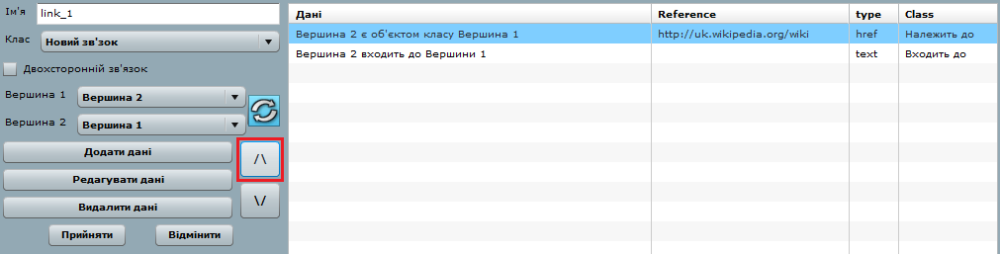 Ім'я link_1
Клас Новий зв'зок
Двохсторонній зв'язок
Вершина 1 Вершина 2
Вершина 2 Вершина 1
Додати дані /\
Редагувати дані
Видалити дані \/
Прийняти Відмінити
Дані Reference type Class
Вершина 2 є об'єктом класу Вершина 1 http://uk.wikipedia.org/wiki href Належить до
Вершина 2 входить до Вершини 1 text Входить до